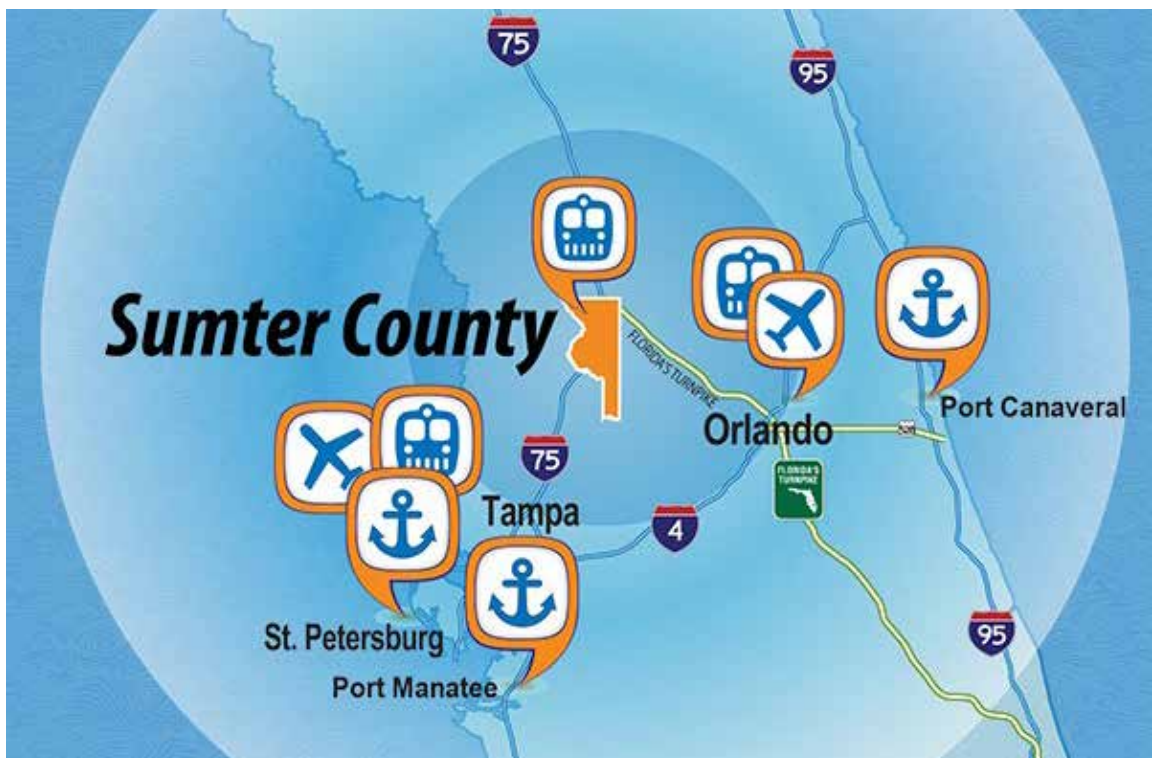 75
95
Sumter County
FLORIDA'S TURNPIKE
Port Canaveral
Orlando
75
FLORIDA'S
TURNPIKE
Tampa
4
St. Petersburg
95
Port Manatee